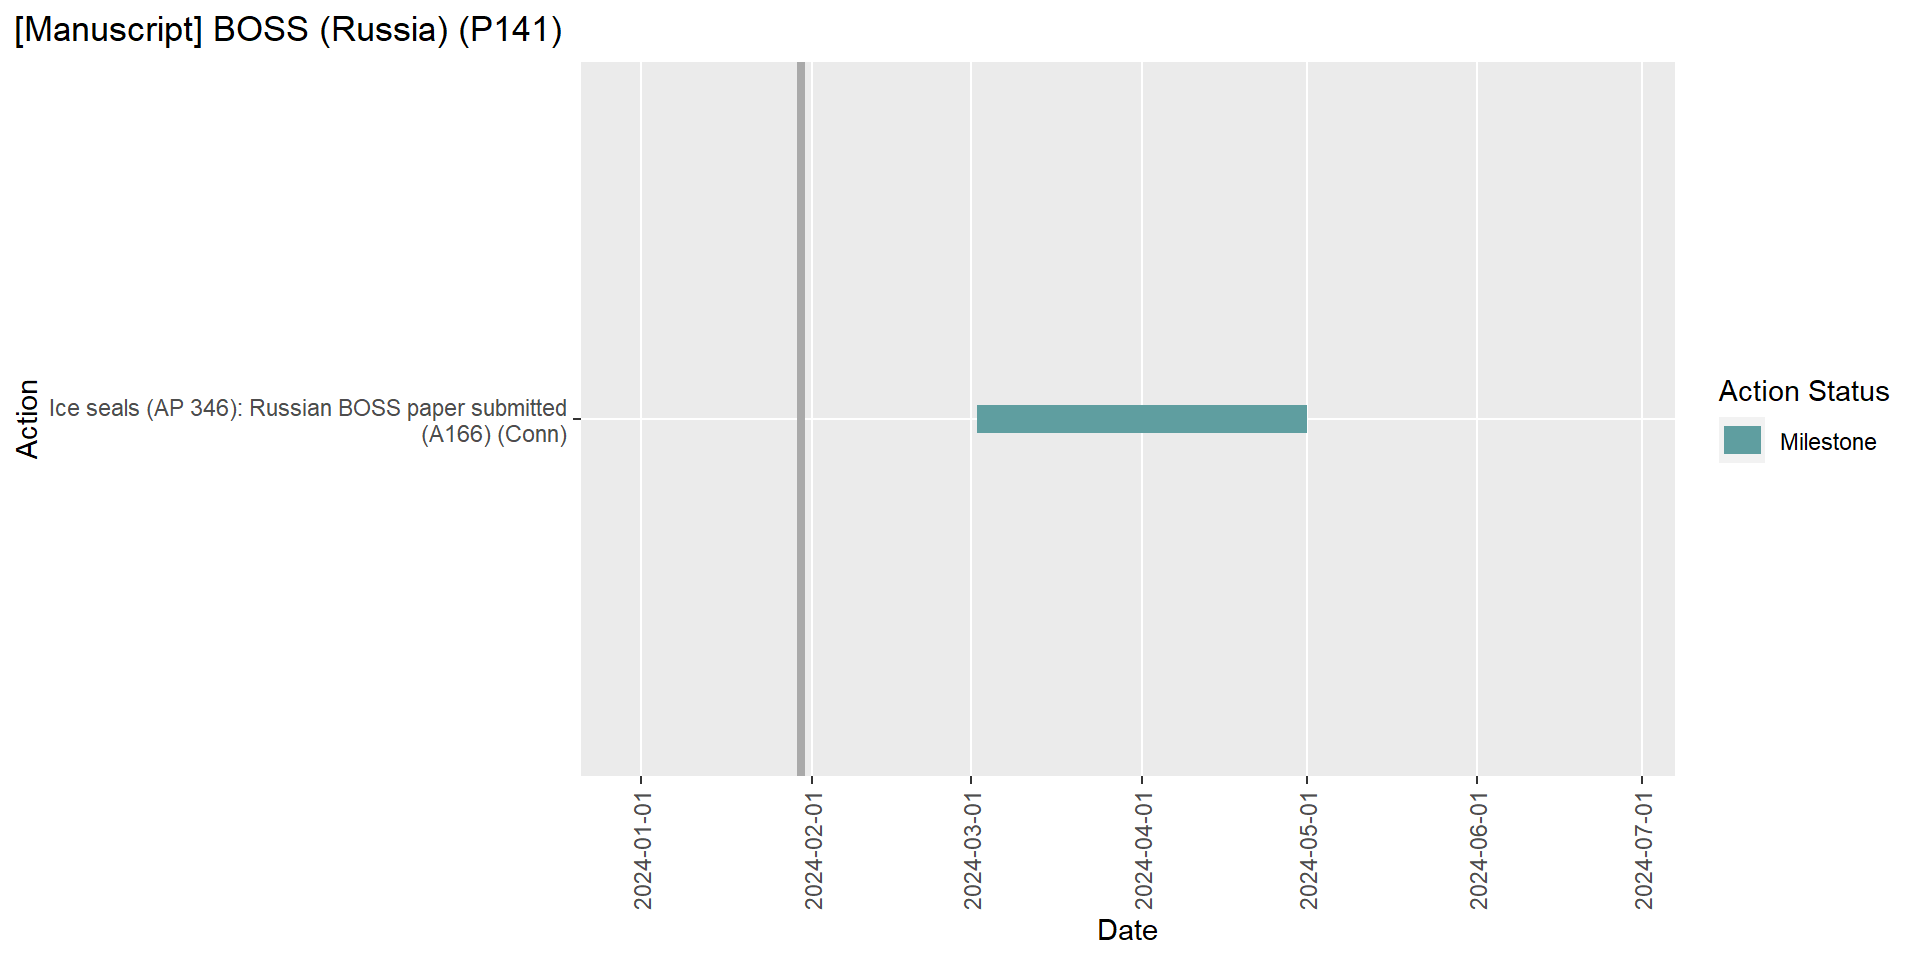 [Manuscript] BOSS (Russia) (P141)
Action
Ice seals (AP 346): Russian BOSS paper submitted
(A166) (Conn)
Action Status
Milestone
2024-01-01
2024-02-01
2024-03-01
2024-04-01
2024-05-01
2024-06-01
2024-07-01
Date